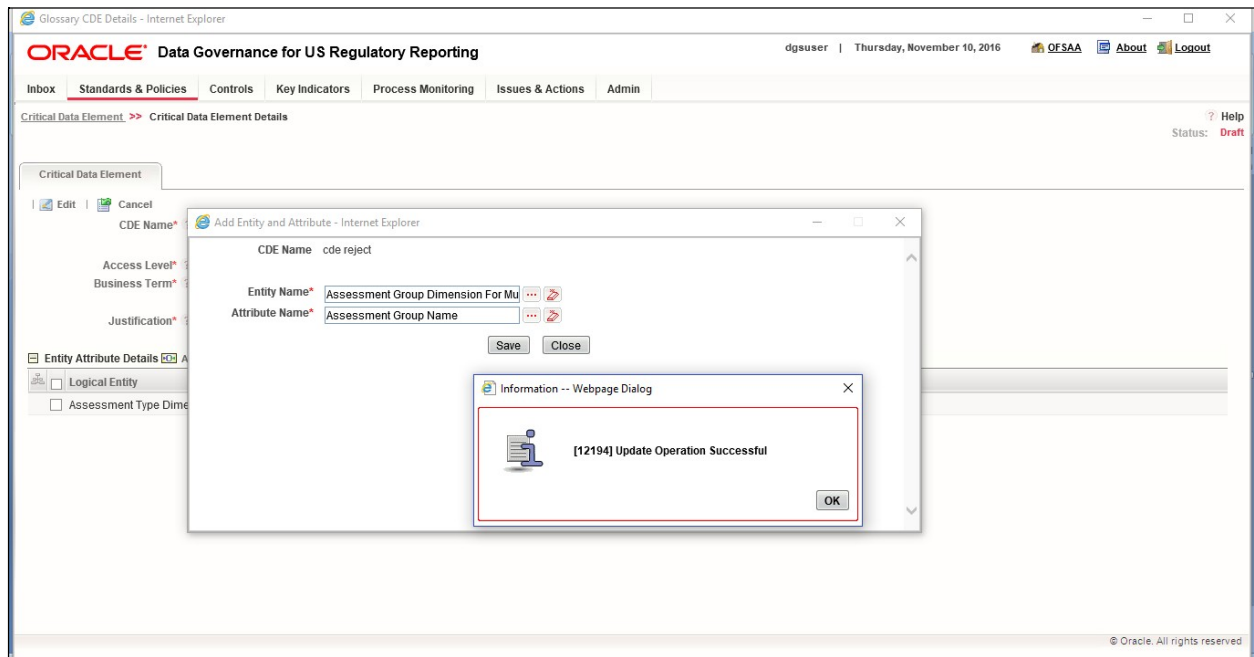 Glossary CDE Details - Internet Explorer
ORACLE Data Governance for US Regulatory Reporting dgsuser | Thursday, November 10, 2016 OFSAA About Logout
Inbox Standards & Policies Controls Key Indicators Process Monitoring Issues & Actions Admin
Critical Data Element >> Critical Data Element Details ? Help
Status: Draft
Critical Data Element
| Edit | Cancel
CDE Name*
Access Level*
Business Term*
Justification*
Entity Attribute Details A
Logical Entity
Assessment Type Dime
Add Entity and Attribute - Internet Explorer
CDE Name cde reject
Entity Name* Assessment Group Dimension For Mu ...
Attribute Name* Assessment Group Name ...
Save Close
Information -- Webpage Dialog
[12194] Update Operation Successful
OK
© Oracle. All rights reserved